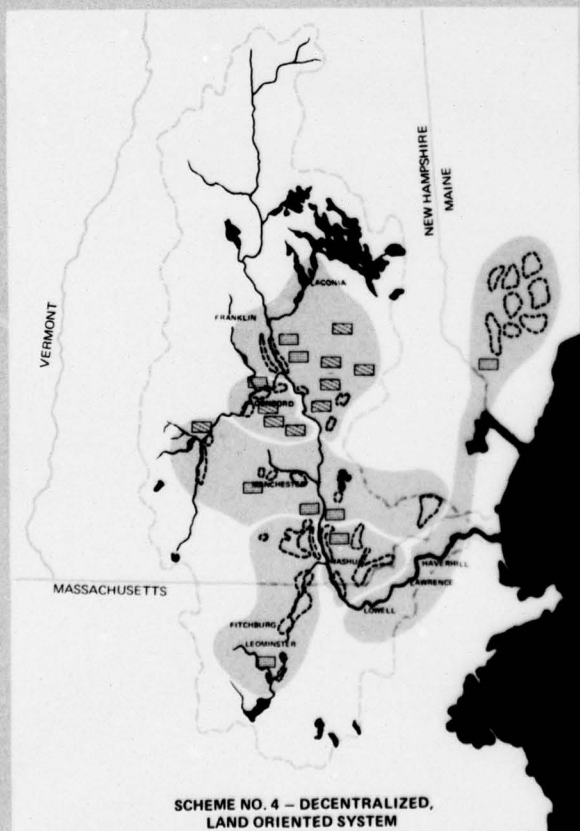 NEW HAMPSHIRE
MAINE
VERMONT
LACONIA
FRANKLIN
CONCORD
MANCHESTER
NASHUA
HAVERHILL
LAWRENCE
LOWELL
MASSACHUSETTS
FITCHBURG
LEOMINSTER
SCHEME NO. 4 – DECENTRALIZED,
LAND ORIENTED SYSTEM